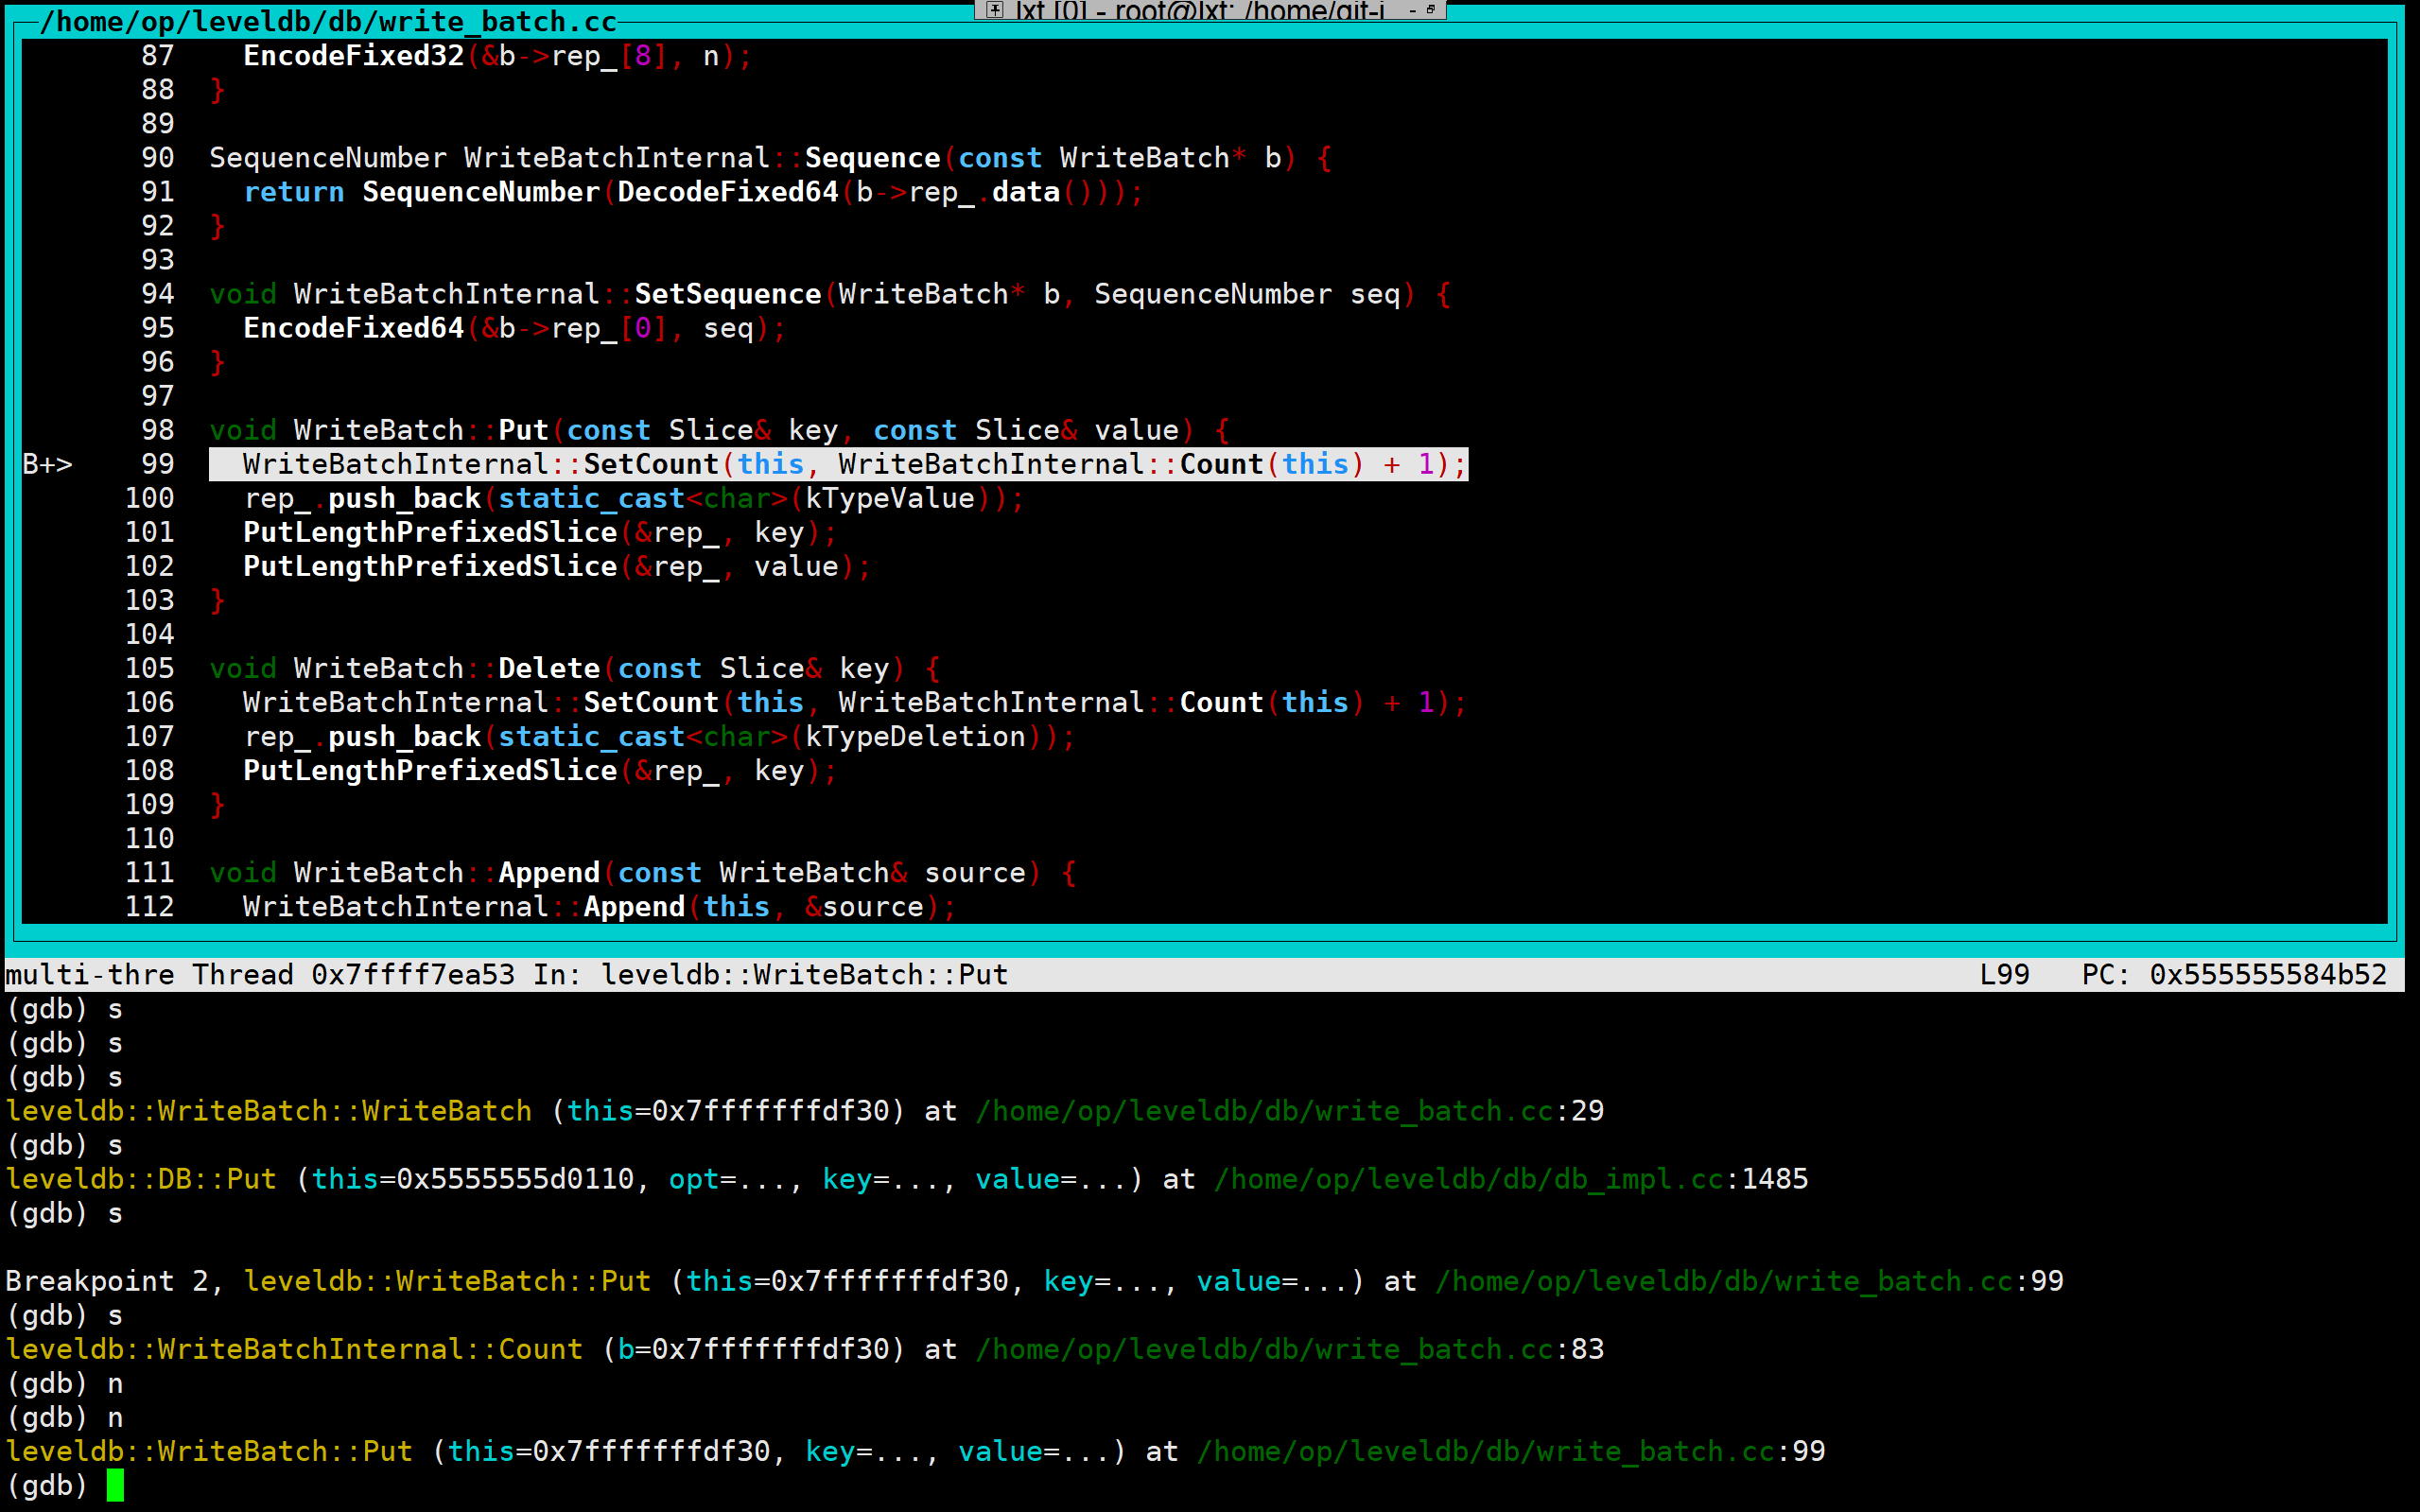 lxt [0] - root@lxt: /home/git-i
/home/op/leveldb/db/write_batch.cc
87    EncodeFixed32(&b->rep_[8], n);
88  }
89
90  SequenceNumber WriteBatchInternal::Sequence(const WriteBatch* b) {
91    return SequenceNumber(DecodeFixed64(b->rep_.data()));
92  }
93
94  void WriteBatchInternal::SetSequence(WriteBatch* b, SequenceNumber seq) {
95    EncodeFixed64(&b->rep_[0], seq);
96  }
97
98  void WriteBatch::Put(const Slice& key, const Slice& value) {
B+> 99    WriteBatchInternal::SetCount(this, WriteBatchInternal::Count(this) + 1);
100    rep_.push_back(static_cast<char>(kTypeValue));
101    PutLengthPrefixedSlice(&rep_, key);
102    PutLengthPrefixedSlice(&rep_, value);
103  }
104
105  void WriteBatch::Delete(const Slice& key) {
106    WriteBatchInternal::SetCount(this, WriteBatchInternal::Count(this) + 1);
107    rep_.push_back(static_cast<char>(kTypeDeletion));
108    PutLengthPrefixedSlice(&rep_, key);
109  }
110
111  void WriteBatch::Append(const WriteBatch& source) {
112    WriteBatchInternal::Append(this, &source);
multi-thre Thread 0x7ffff7ea53 In: leveldb::WriteBatch::Put L99 PC: 0x555555584b52
(gdb) s
(gdb) s
(gdb) s
leveldb::WriteBatch::WriteBatch (this=0x7fffffffdf30) at /home/op/leveldb/db/write_batch.cc:29
(gdb) s
leveldb::DB::Put (this=0x5555555d0110, opt=..., key=..., value=...) at /home/op/leveldb/db/db_impl.cc:1485
(gdb) s
Breakpoint 2, leveldb::WriteBatch::Put (this=0x7fffffffdf30, key=..., value=...) at /home/op/leveldb/db/write_batch.cc:99
(gdb) s
leveldb::WriteBatchInternal::Count (b=0x7fffffffdf30) at /home/op/leveldb/db/write_batch.cc:83
(gdb) n
(gdb) n
leveldb::WriteBatch::Put (this=0x7fffffffdf30, key=..., value=...) at /home/op/leveldb/db/write_batch.cc:99
(gdb)